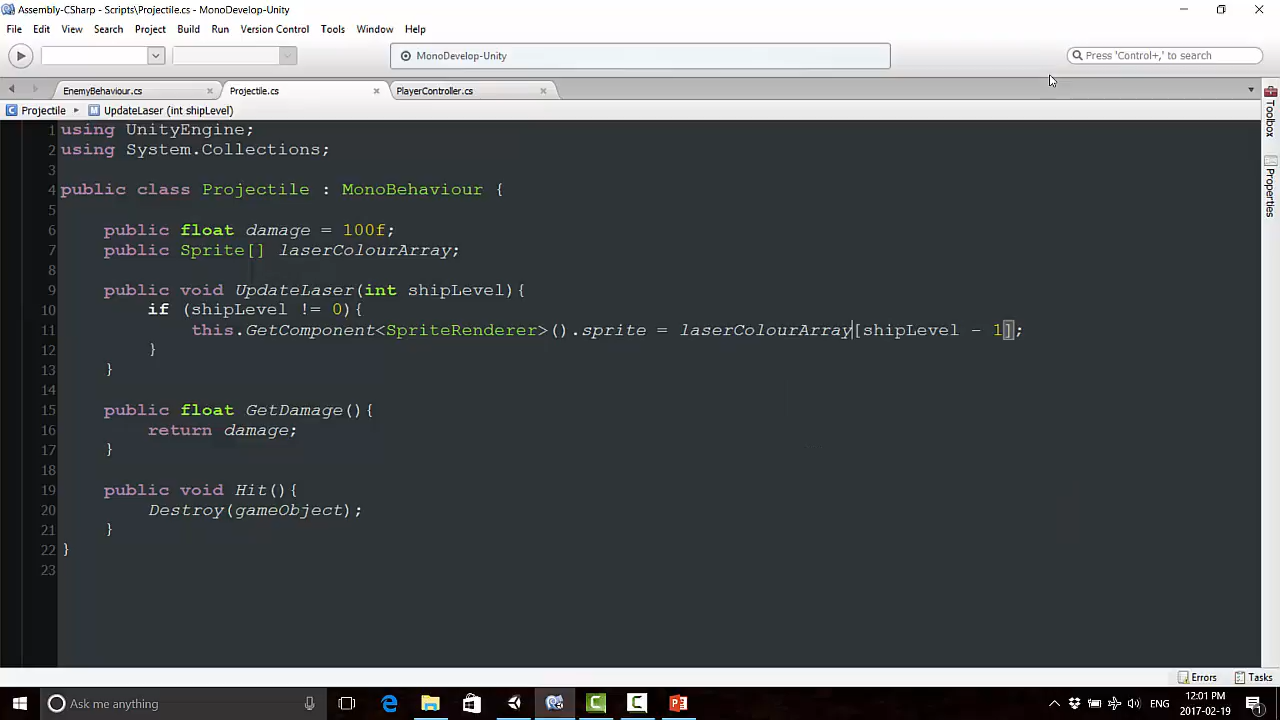 Assembly-CSharp - Scripts\Projectile.cs - MonoDevelop-Unity
File Edit View Search Project Build Run Version Control Tools Window Help
MonoDevelop-Unity
Press 'Control+,' to search
EnemyBehaviour.cs Projectile.cs PlayerController.cs
Projectile UpdateLaser (int shipLevel)
1 using UnityEngine;
2 using System.Collections;
3
4 public class Projectile : MonoBehaviour {
5
6 public float damage = 100f;
7 public Sprite[] laserColourArray;
8
9 public void UpdateLaser(int shipLevel){
10 if (shipLevel != 0){
11 this.GetComponent<SpriteRenderer>().sprite = laserColourArray[shipLevel - 1];
12 }
13 }
14
15 public float GetDamage(){
16 return damage;
17 }
18
19 public void Hit(){
20 Destroy(gameObject);
21 }
22 }
23
Toolbox
Properties
Errors Tasks
Ask me anything
ENG
12:01 PM
2017-02-19